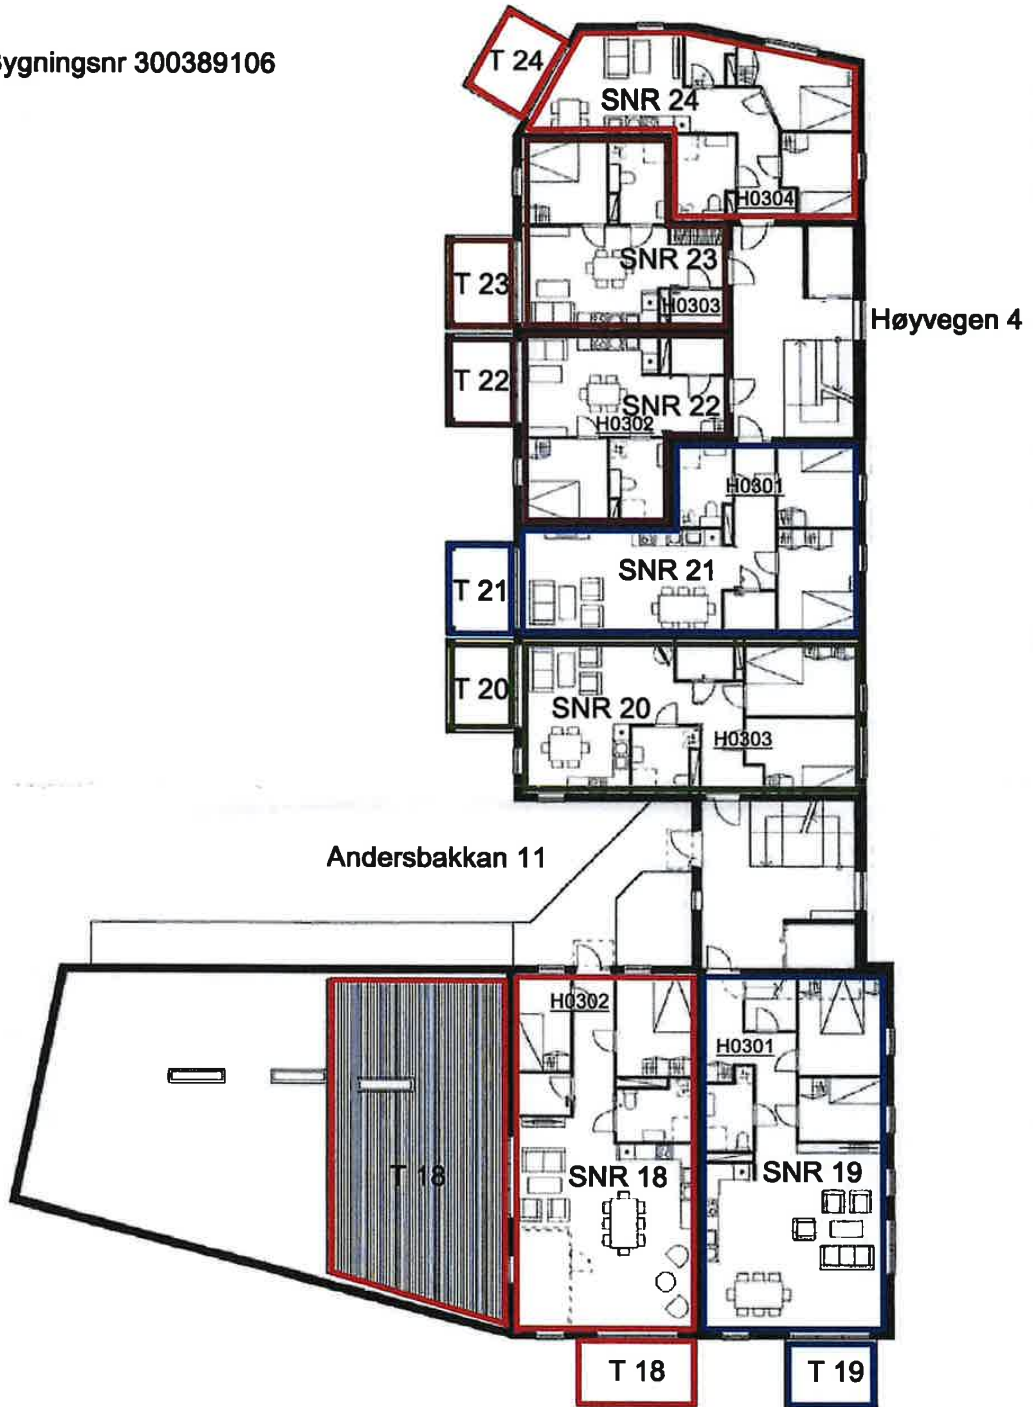 ygningsnr 300389106
T 24
SNR 24
H0304
SNR 23
T 23
H0303
Høyvegen 4
T 22
SNR 22
H0302
H0301
SNR 21
T 21
T 20
SNR 20
H0303
Andersbakkan 11
H0302
H0301
T 18
SNR 18
SNR 19
T 18
T 19